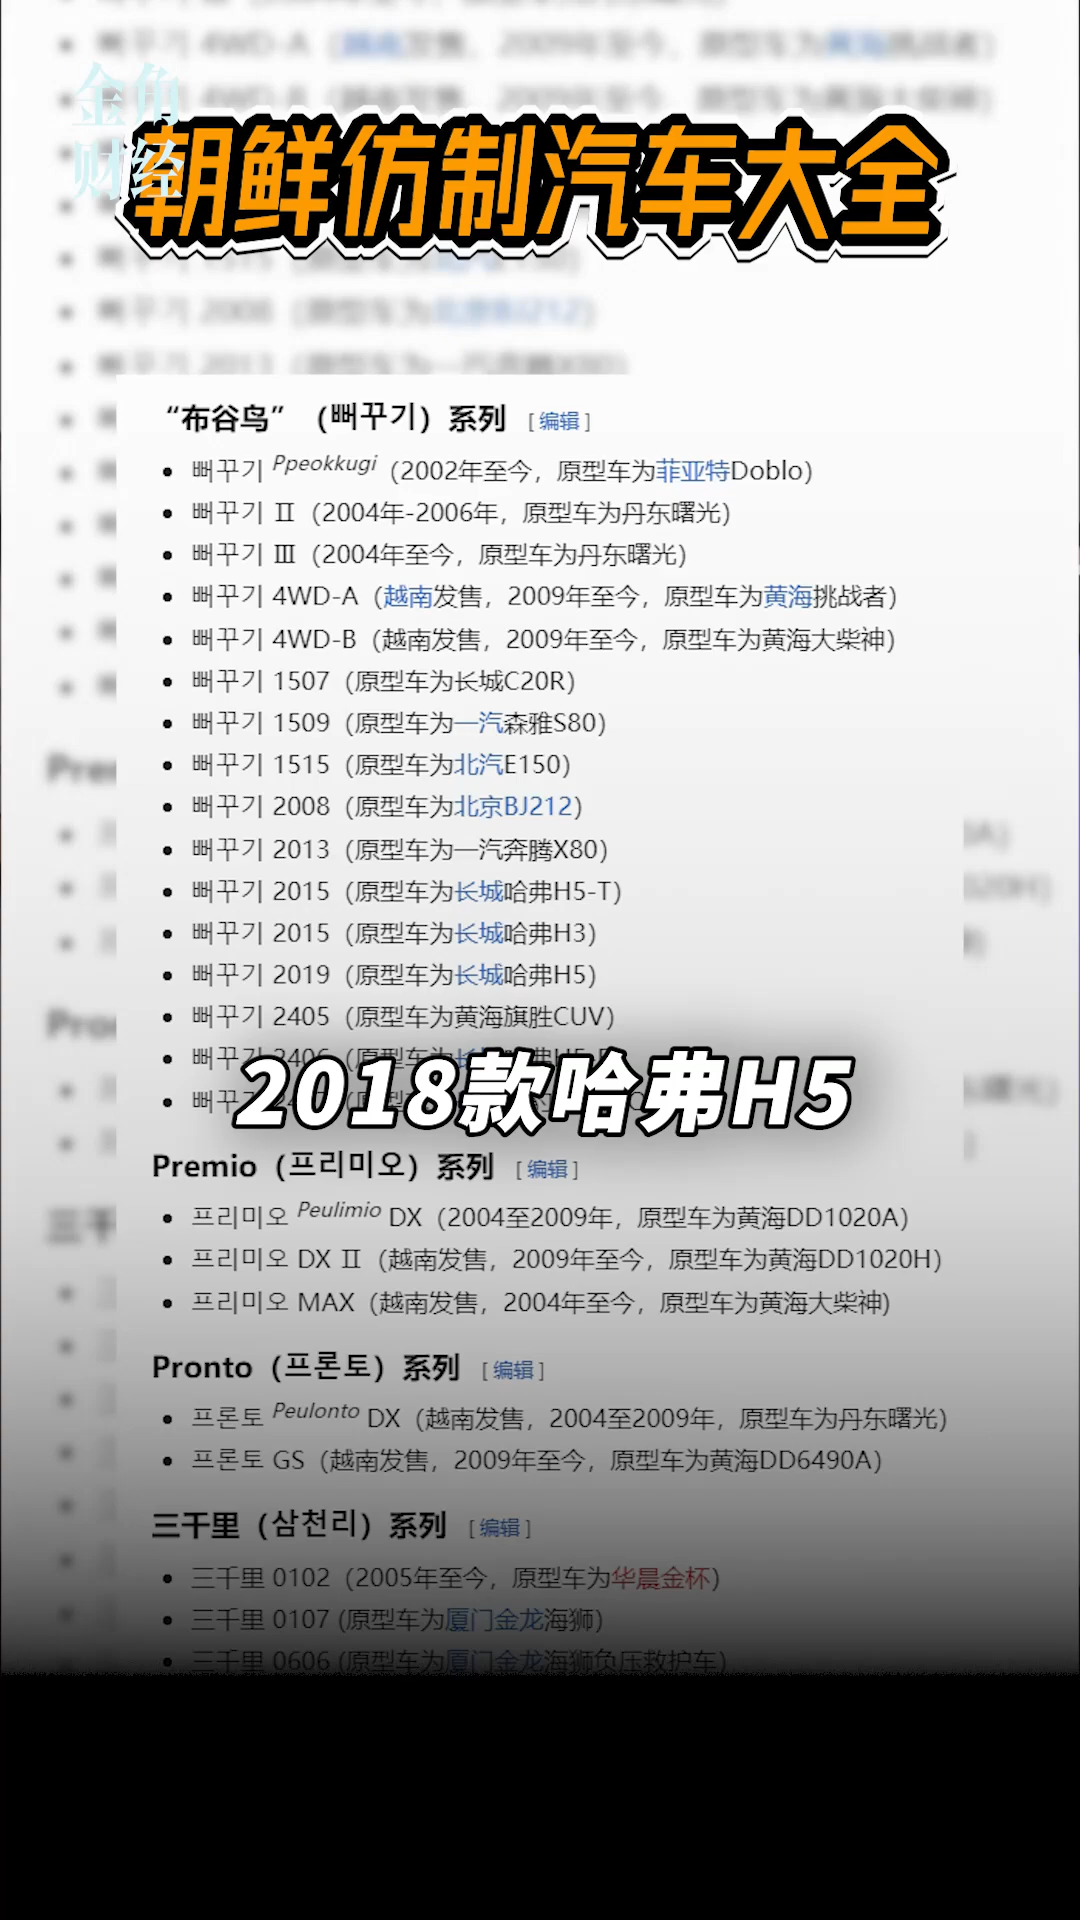 金角
财经
朝鲜仿制汽车大全
“布谷鸟”（뻐꾸기）系列 [编辑]
• 뻐꾸기 Ppeokkugi（2002年至今，原型车为菲亚特Doblo）
• 뻐꾸기 Ⅱ（2004年-2006年，原型车为丹东曙光）
• 뻐꾸기 Ⅲ（2004年至今，原型车为丹东曙光）
• 뻐꾸기 4WD-A（越南发售，2009年至今，原型车为黄海挑战者）
• 뻐꾸기 4WD-B（越南发售，2009年至今，原型车为黄海大柴神）
• 뻐꾸기 1507（原型车为长城C20R）
• 뻐꾸기 1509（原型车为一汽森雅S80）
• 뻐꾸기 1515（原型车为北汽E150）
• 뻐꾸기 2008（原型车为北京BJ212）
• 뻐꾸기 2013（原型车为一汽奔腾X80）
• 뻐꾸기 2015（原型车为长城哈弗H5-T）
• 뻐꾸기 2015（原型车为长城哈弗H3）
• 뻐꾸기 2019（原型车为长城哈弗H5）
• 뻐꾸기 2405（原型车为黄海旗胜CUV）
• 뻐꾸기 2406（原型车为长城哈弗H5
• 뻐꾸기
2018款哈弗H5
Premio（프리미오）系列 [编辑]
• 프리미오 Peulimio DX（2004至2009年，原型车为黄海DD1020A）
• 프리미오 DX Ⅱ（越南发售，2009年至今，原型车为黄海DD1020H）
• 프리미오 MAX（越南发售，2004年至今，原型车为黄海大柴神）
Pronto（프론토）系列 [编辑]
• 프론토 Peulonto DX（越南发售，2004至2009年，原型车为丹东曙光）
• 프론토 GS（越南发售，2009年至今，原型车为黄海DD6490A）
三千里（삼천리）系列 [编辑]
• 三千里 0102（2005年至今，原型车为华晨金杯）
• 三千里 0107 (原型车为厦门金龙海狮)
• 三千里 0606 (原型车为厦门金龙海狮负压救护车)